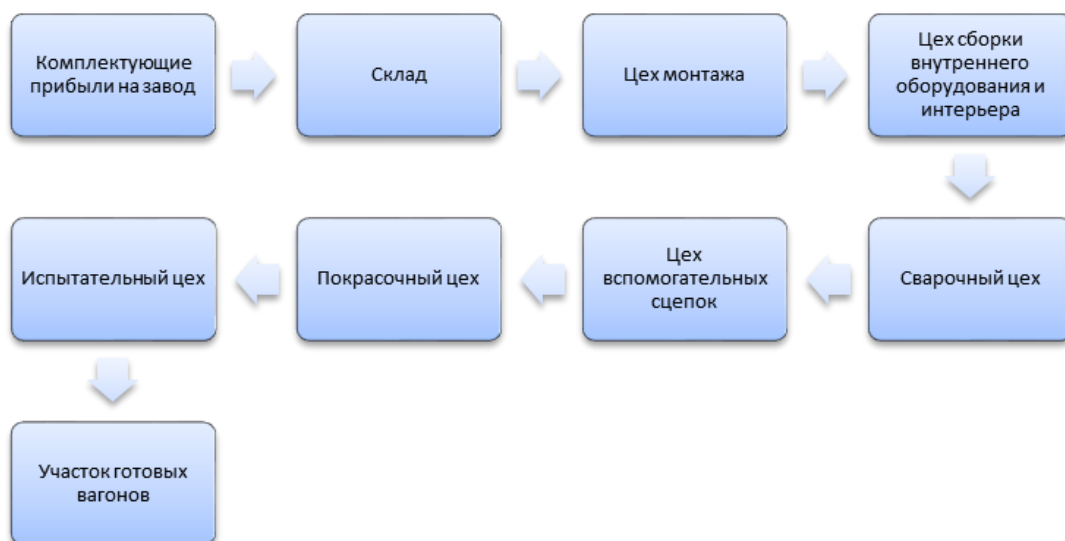 Комплектующие
прибыли на завод
Склад
Цех монтажа
Цех сборки
внутреннего
оборудования и
интерьера
Сварочный цех
Цех
вспомогательных
сцепок
Покрасочный цех
Испытательный цех
Участок готовых
вагонов